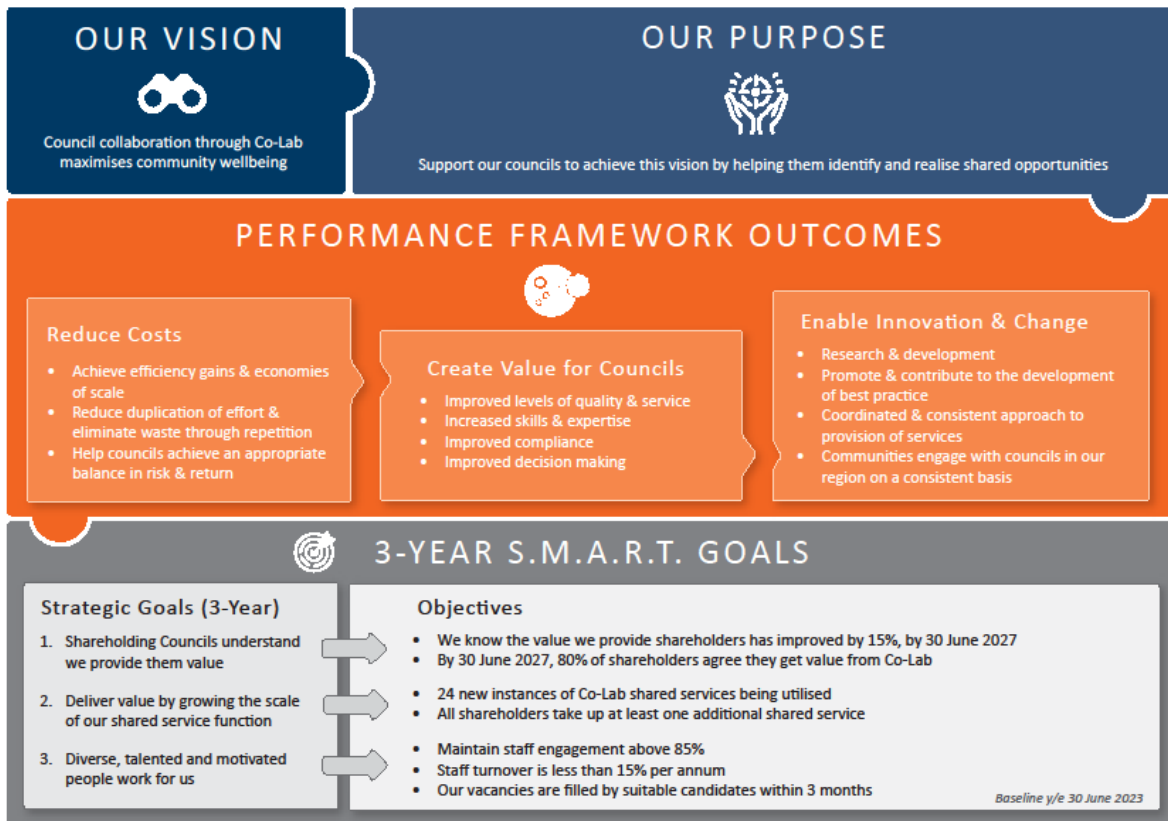 OUR VISION
Council collaboration through Co-Lab
maximises community wellbeing
OUR PURPOSE
Support our councils to achieve this vision by helping them identify and realise shared opportunities
PERFORMANCE FRAMEWORK OUTCOMES
Reduce Costs
• Achieve efficiency gains & economies
of scale
• Reduce duplication of effort &
eliminate waste through repetition
• Help councils achieve an appropriate
balance in risk & return
Create Value for Councils
• Improved levels of quality & service
• Increased skills & expertise
• Improved compliance
• Improved decision making
Enable Innovation & Change
• Research & development
• Promote & contribute to the development
of best practice
• Coordinated & consistent approach to
provision of services
• Communities engage with councils in our
region on a consistent basis
3-YEAR S.M.A.R.T. GOALS
Strategic Goals (3-Year)
1. Shareholding Councils understand
we provide them value
2. Deliver value by growing the scale
of our shared service function
3. Diverse, talented and motivated
people work for us
Objectives
• We know the value we provide shareholders has improved by 15%, by 30 June 2027
• By 30 June 2027, 80% of shareholders agree they get value from Co-Lab
• 24 new instances of Co-Lab shared services being utilised
• All shareholders take up at least one additional shared service
• Maintain staff engagement above 85%
• Staff turnover is less than 15% per annum
• Our vacancies are filled by suitable candidates within 3 months
Baseline y/e 30 June 2023